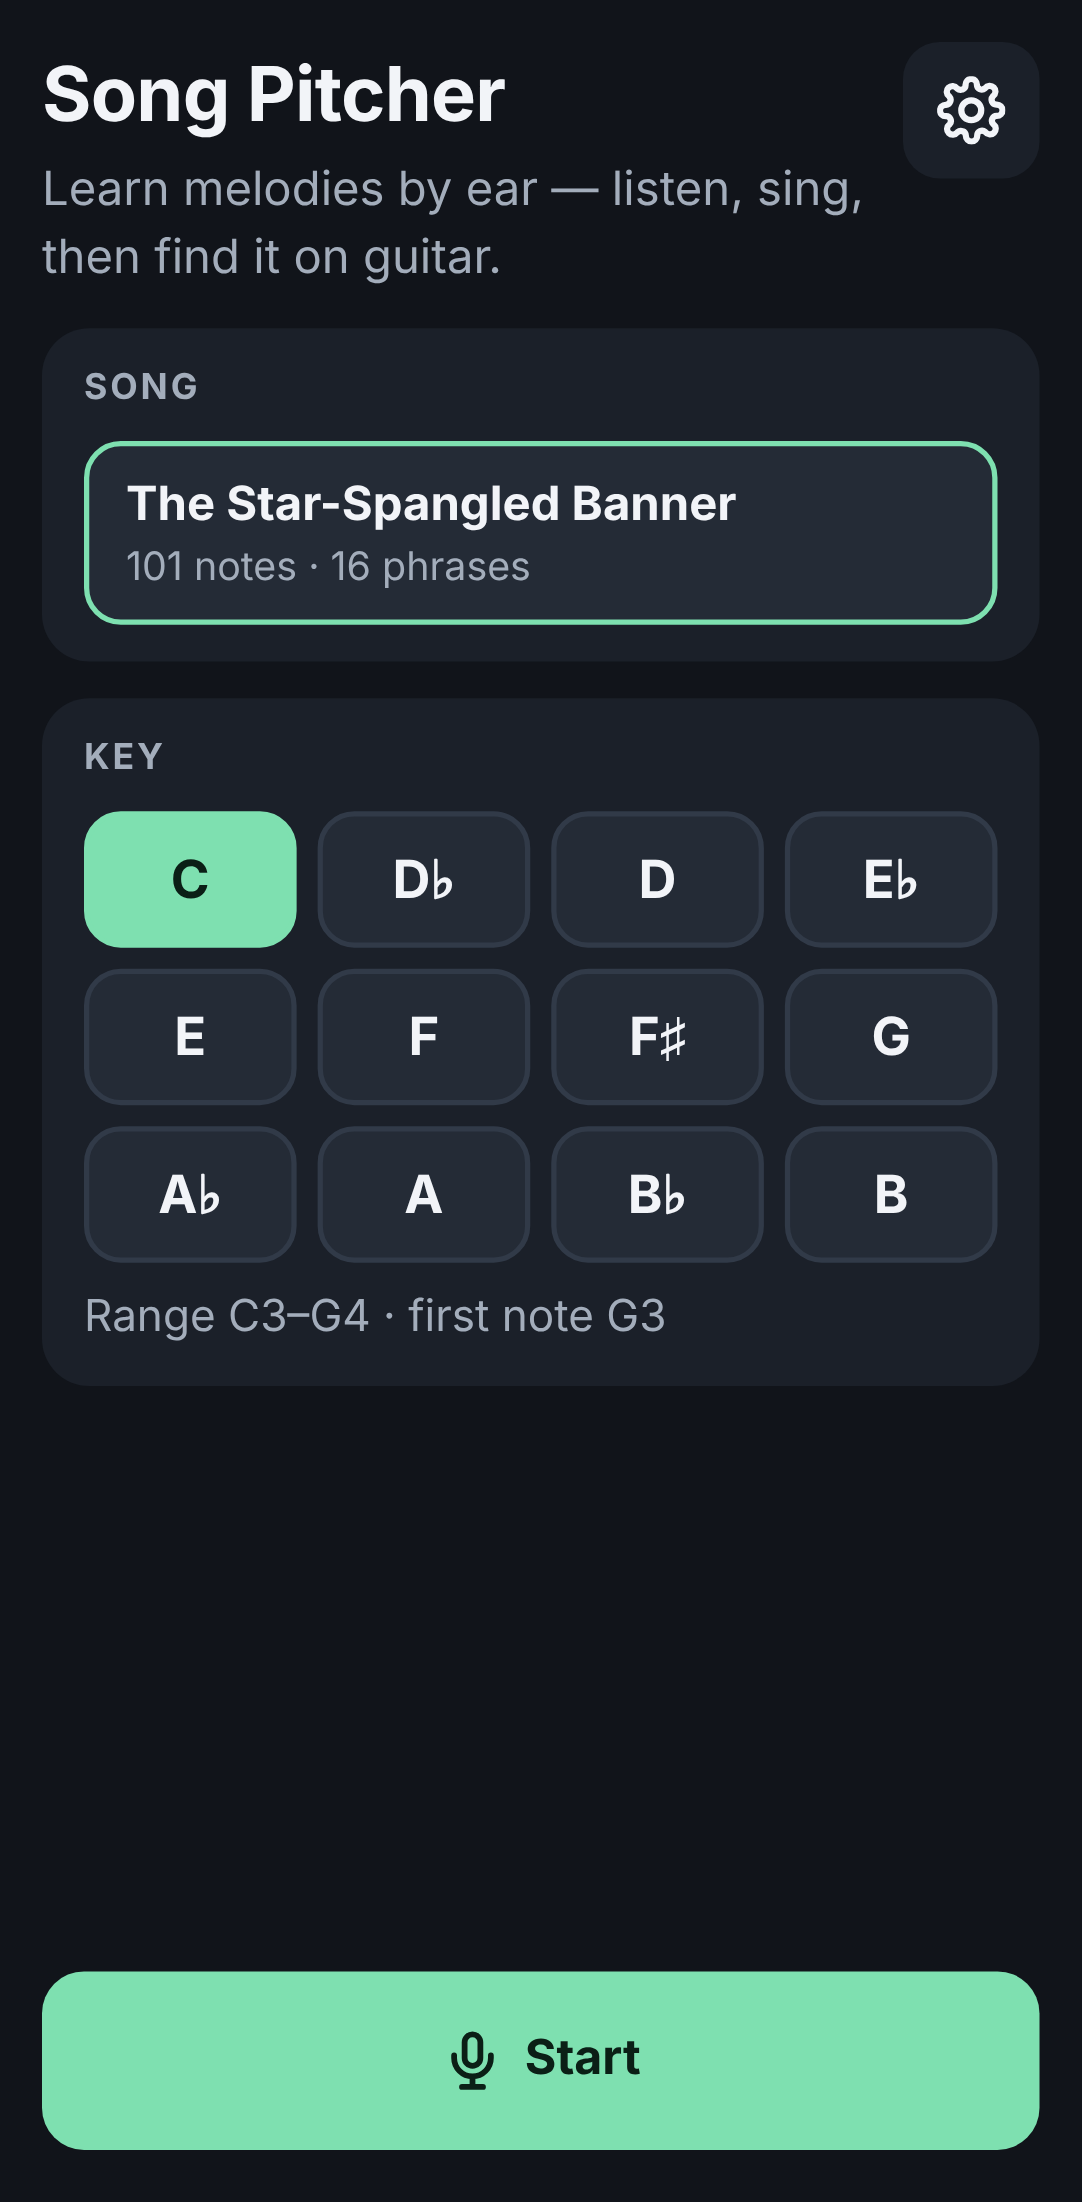 Song Pitcher
Learn melodies by ear — listen, sing,
then find it on guitar.
SONG
The Star-Spangled Banner
101 notes · 16 phrases
KEY
C D♭ D E♭
E F F♯ G
A♭ A B♭ B
Range C3–G4 · first note G3
Start